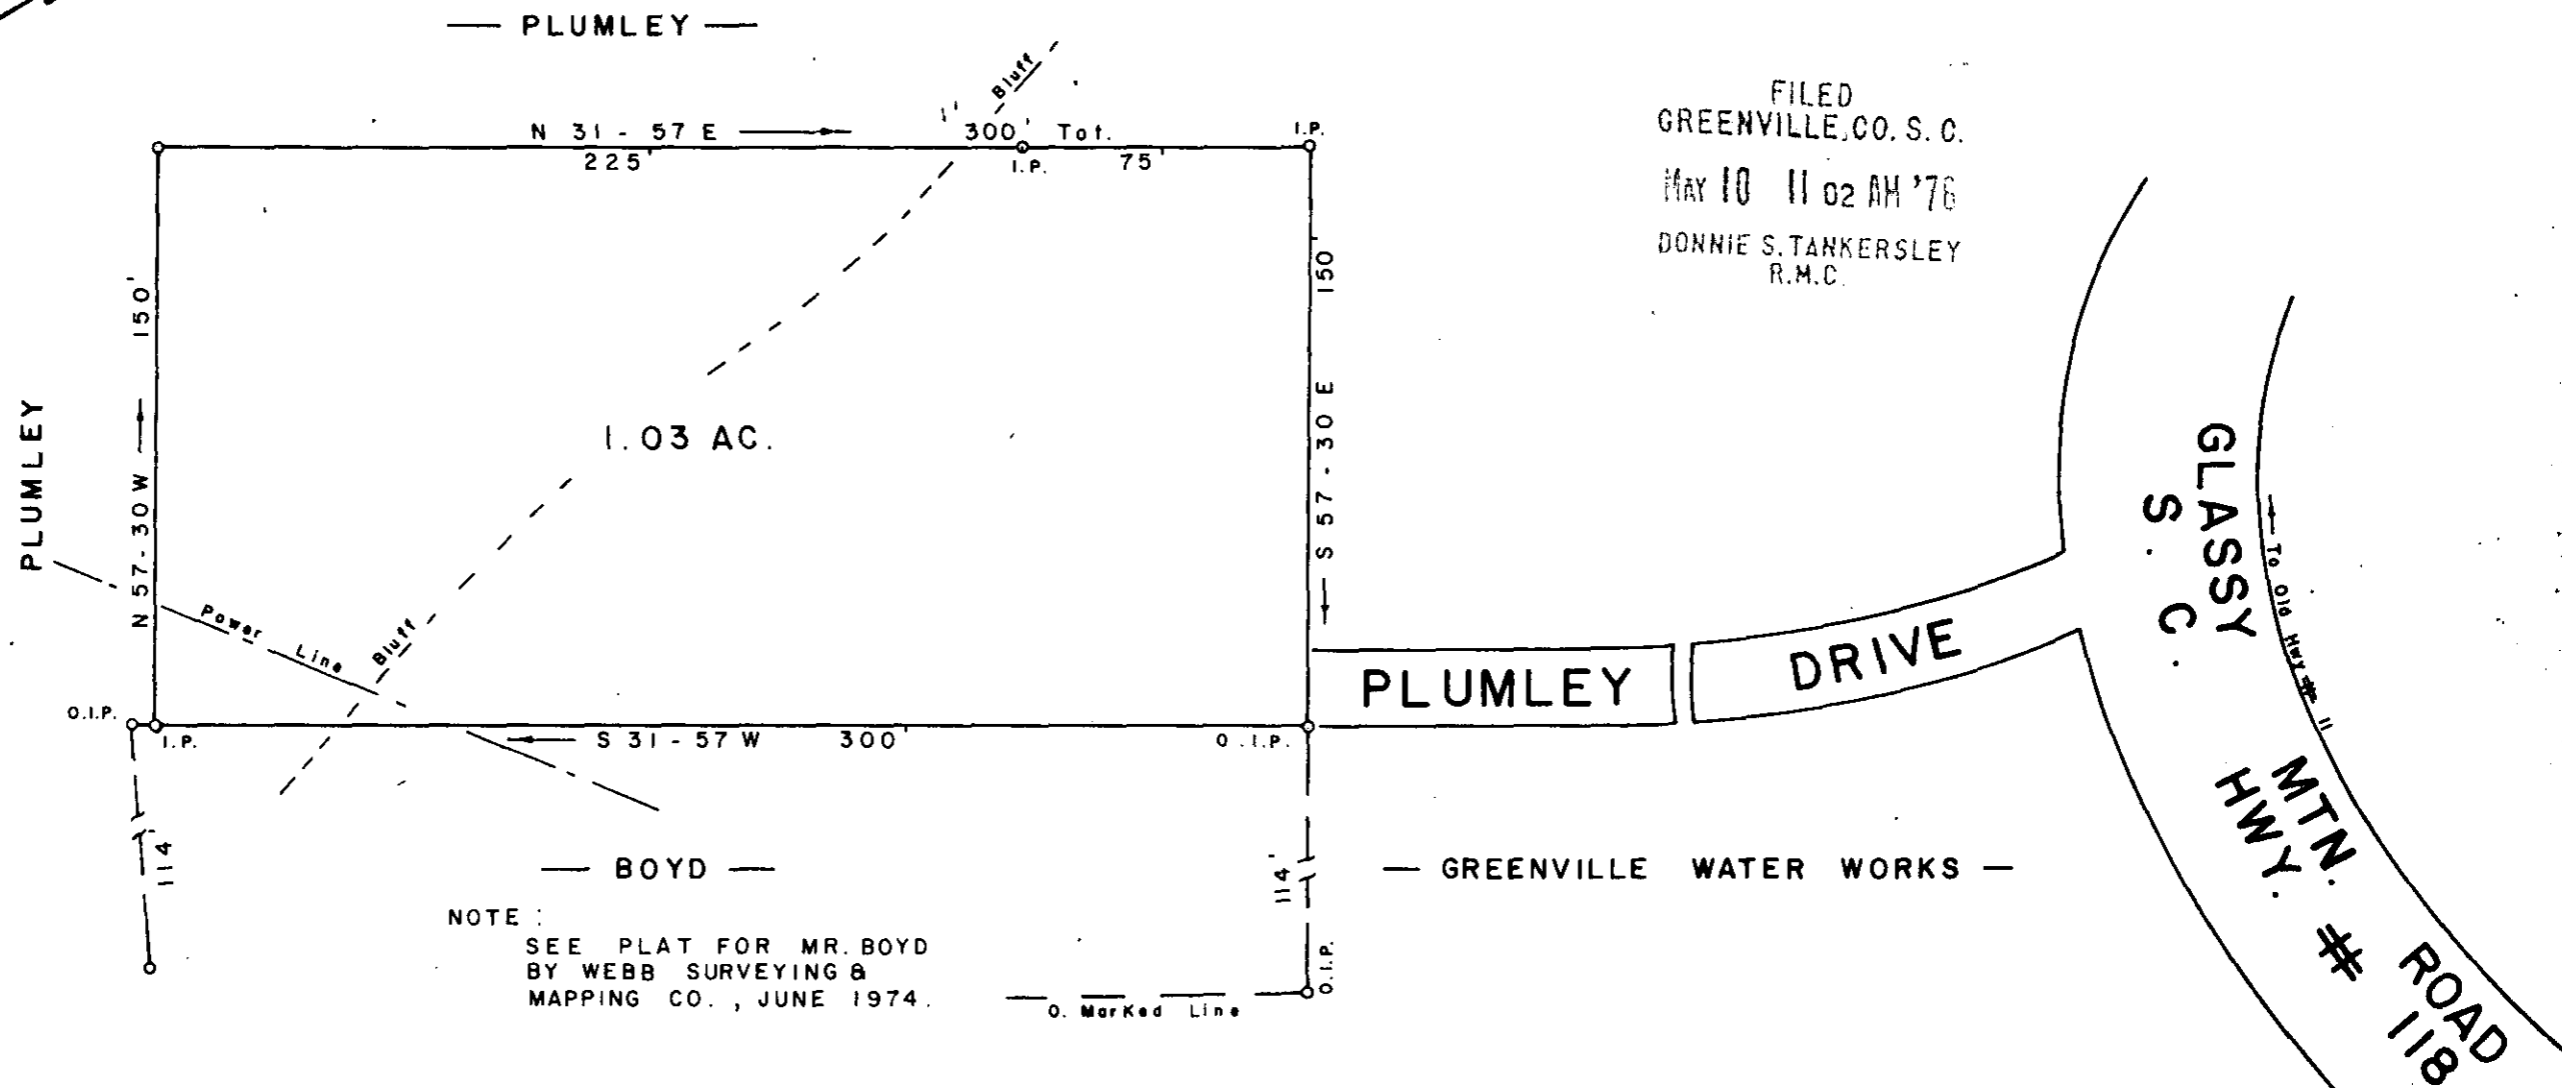 — PLUMLEY —
Bluff
FILED
GREENVILLE, CO. S. C.
MAY 10 11 02 AM '76
DONNIE S. TANKERSLEY
R.M.C.
N 31 - 57 E
1'
300' Tot.
I.P.
225'
I.P.
75'
150'
N 57 - 30 W
PLUMLEY
150'
S 57 - 30 E
1.03 AC.
Power Line
Bluff
O.I.P.
I.P.
S 31 - 57 W 300'
O.I.P.
PLUMLEY DRIVE
GLASSY MTN. ROAD
S. C. HWY. # 118
To Old Hwy # 11
114'
— BOYD —
114'
— GREENVILLE WATER WORKS —
NOTE :
SEE PLAT FOR MR. BOYD
BY WEBB SURVEYING &
MAPPING CO. , JUNE 1974.
O.I.P.
O. Marked Line